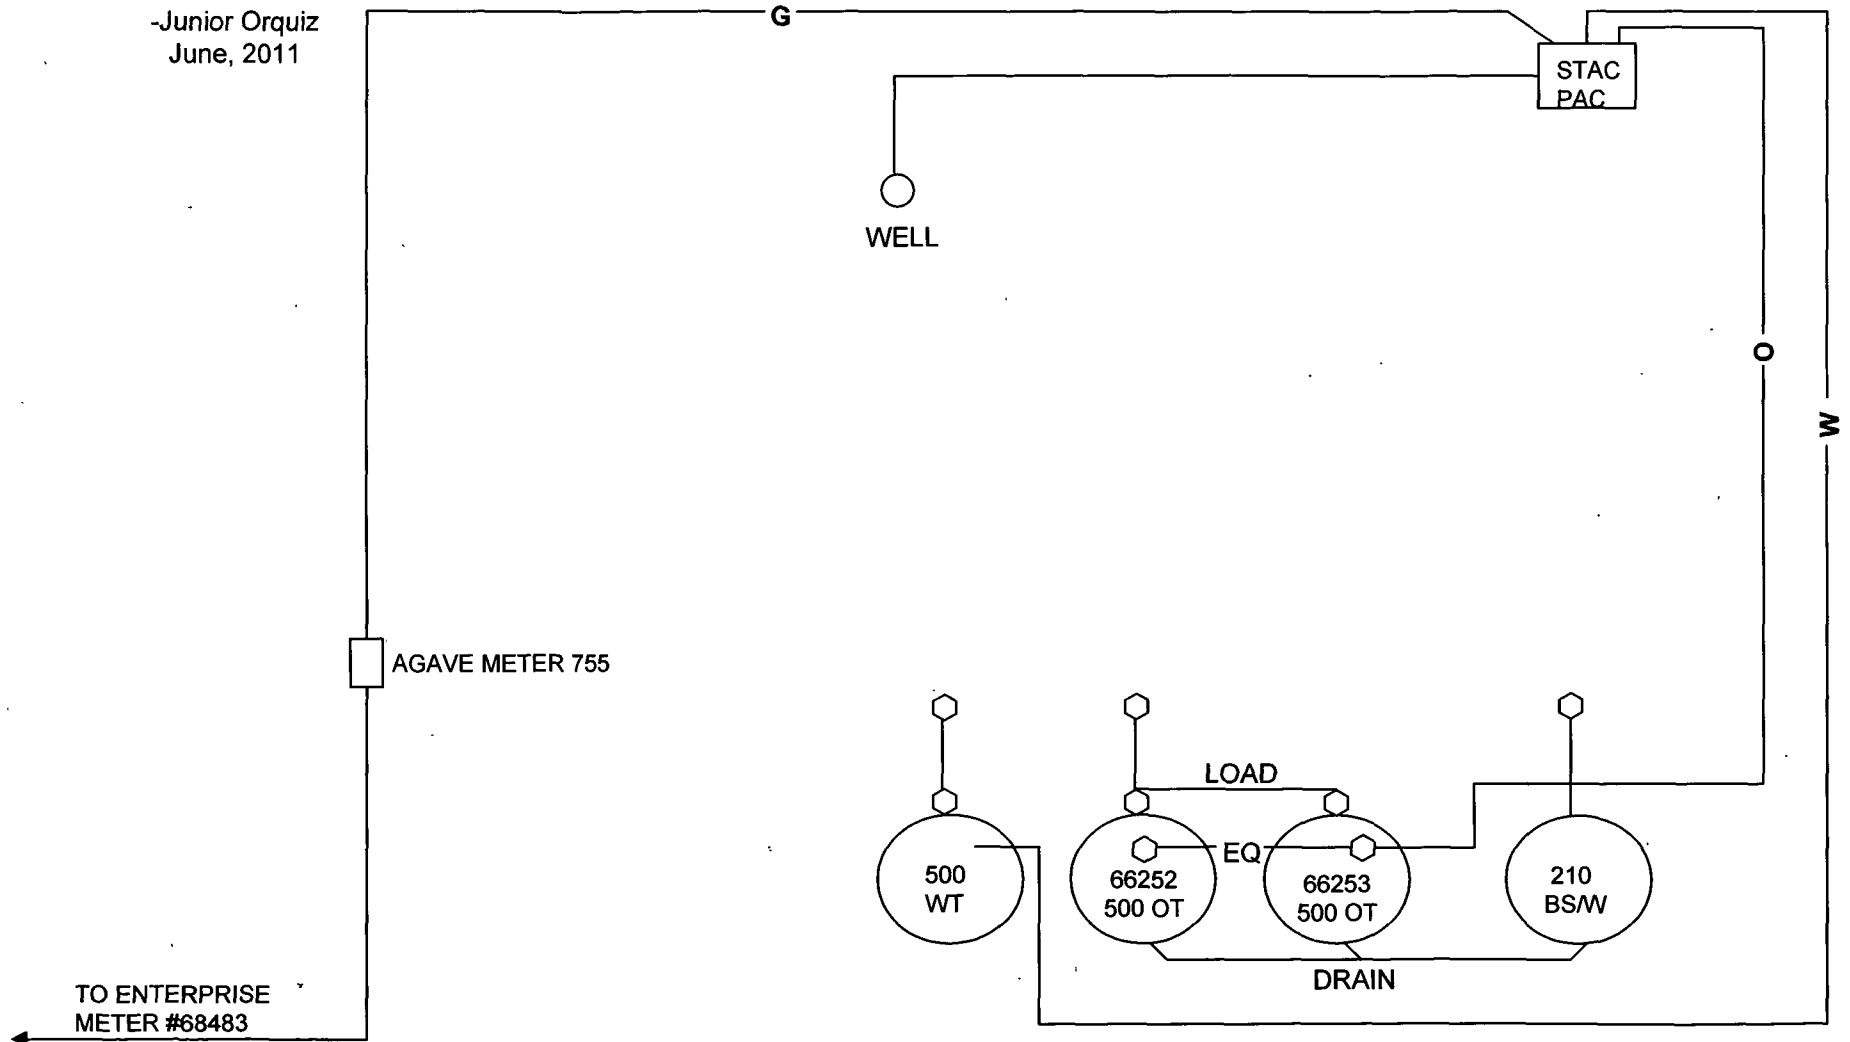 -Junior Orquiz
June, 2011
G
STAC
PAC
WELL
O
W
AGAVE METER 755
LOAD
EQ
500
WT
66252
500 OT
66253
500 OT
210
BS/W
DRAIN
TO ENTERPRISE
METER #68483